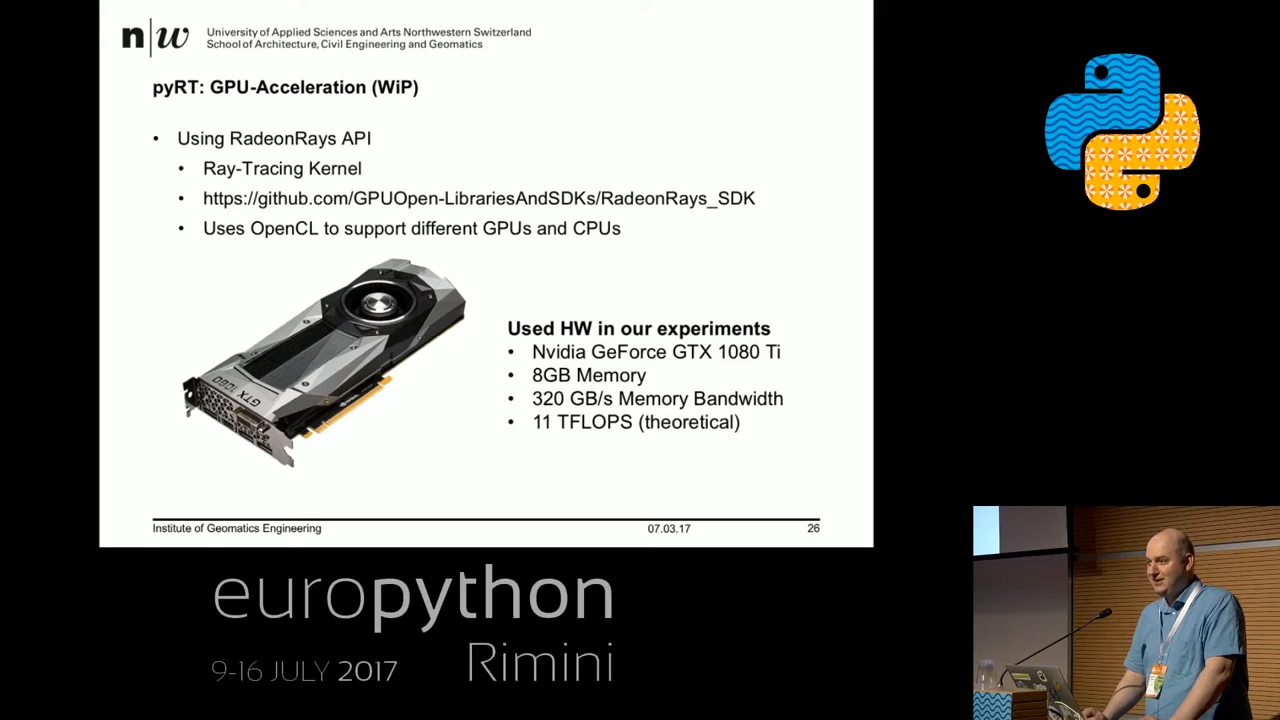 n|w University of Applied Sciences and Arts Northwestern Switzerland
School of Architecture, Civil Engineering and Geomatics
pyRT: GPU-Acceleration (WiP)
• Using RadeonRays API
• Ray-Tracing Kernel
• https://github.com/GPUOpen-LibrariesAndSDKs/RadeonRays_SDK
• Uses OpenCL to support different GPUs and CPUs
GTX 1080
Used HW in our experiments
• Nvidia GeForce GTX 1080 Ti
• 8GB Memory
• 320 GB/s Memory Bandwidth
• 11 TFLOPS (theoretical)
Institute of Geomatics Engineering 07.03.17 26
europython
9-16 JULY 2017 Rimini